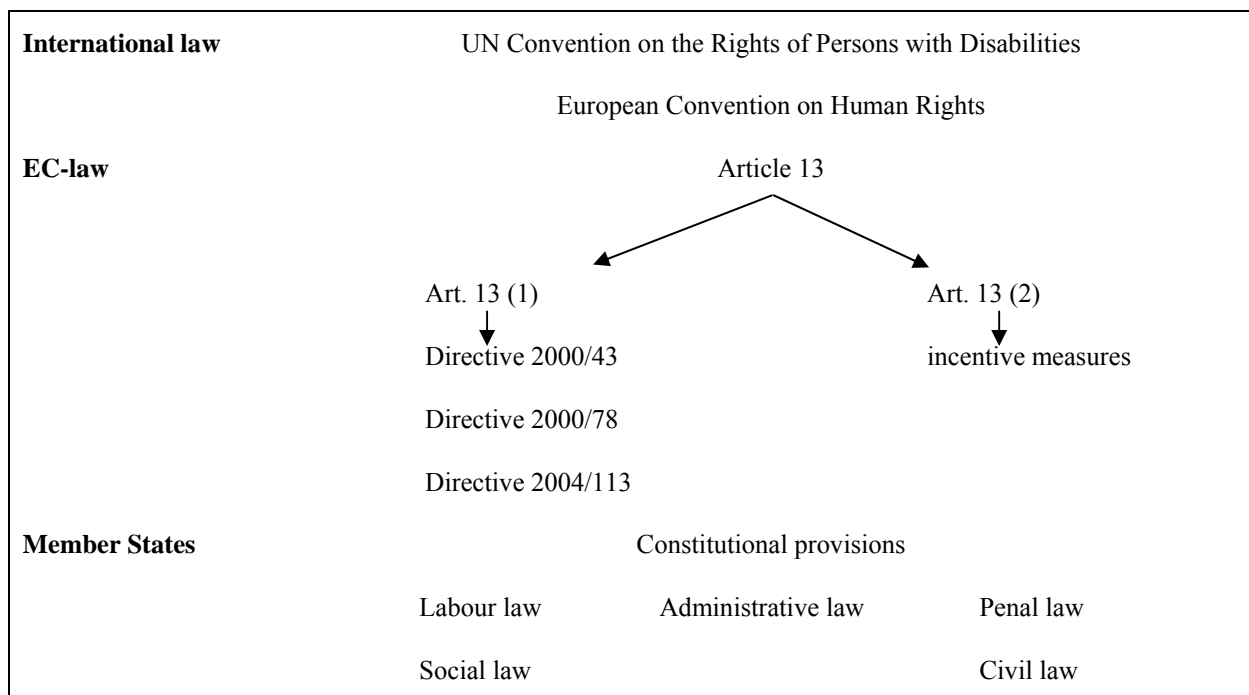 International law UN Convention on the Rights of Persons with Disabilities
European Convention on Human Rights
EC-law Article 13
Art. 13 (1) Art. 13 (2)
Directive 2000/43 incentive measures
Directive 2000/78
Directive 2004/113
Member States Constitutional provisions
Labour law Administrative law Penal law
Social law Civil law